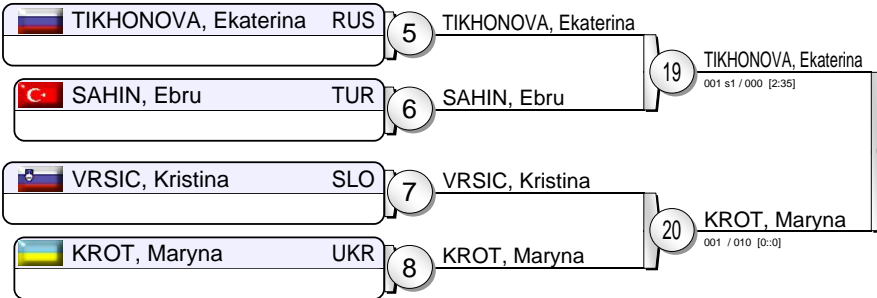 TIKHONOVA, Ekaterina RUS 5 TIKHONOVA, Ekaterina
19 TIKHONOVA, Ekaterina
001 s1 / 000 [2:35]
SAHIN, Ebru TUR 6 SAHIN, Ebru
VRSIC, Kristina SLO 7 VRSIC, Kristina
20 KROT, Maryna
001 / 010 [0::0]
KROT, Maryna UKR 8 KROT, Maryna